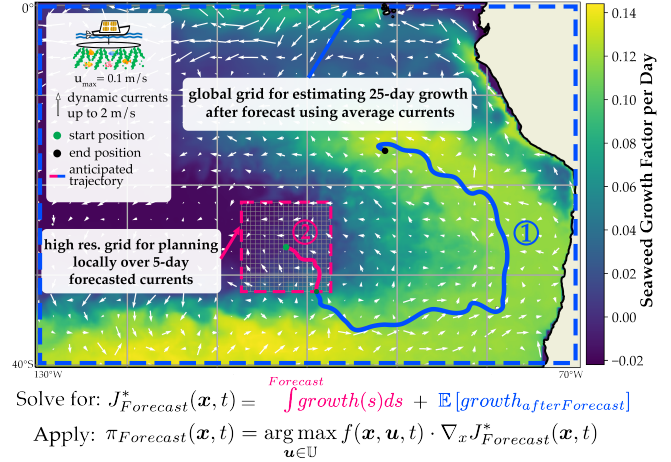 0°
u_max = 0.1 m/s
dynamic currents
up to 2 m/s
start position
end position
anticipated
trajectory
global grid for estimating 25-day growth
after forecast using average currents
high res. grid for planning
locally over 5-day
forecasted currents
②
①
40°S
130°W
70°W
0.14
0.12
0.10
0.08
0.06
0.04
0.02
0.00
−0.02
Seaweed Growth Factor per Day
Solve for: J*_Forecast(x, t) = ∫^Forecast growth(s)ds + 𝔼[growth_afterForecast]
Apply: π_Forecast(x, t) = arg max_{u∈𝕌} f(x, u, t) · ∇_x J*_Forecast(x, t)